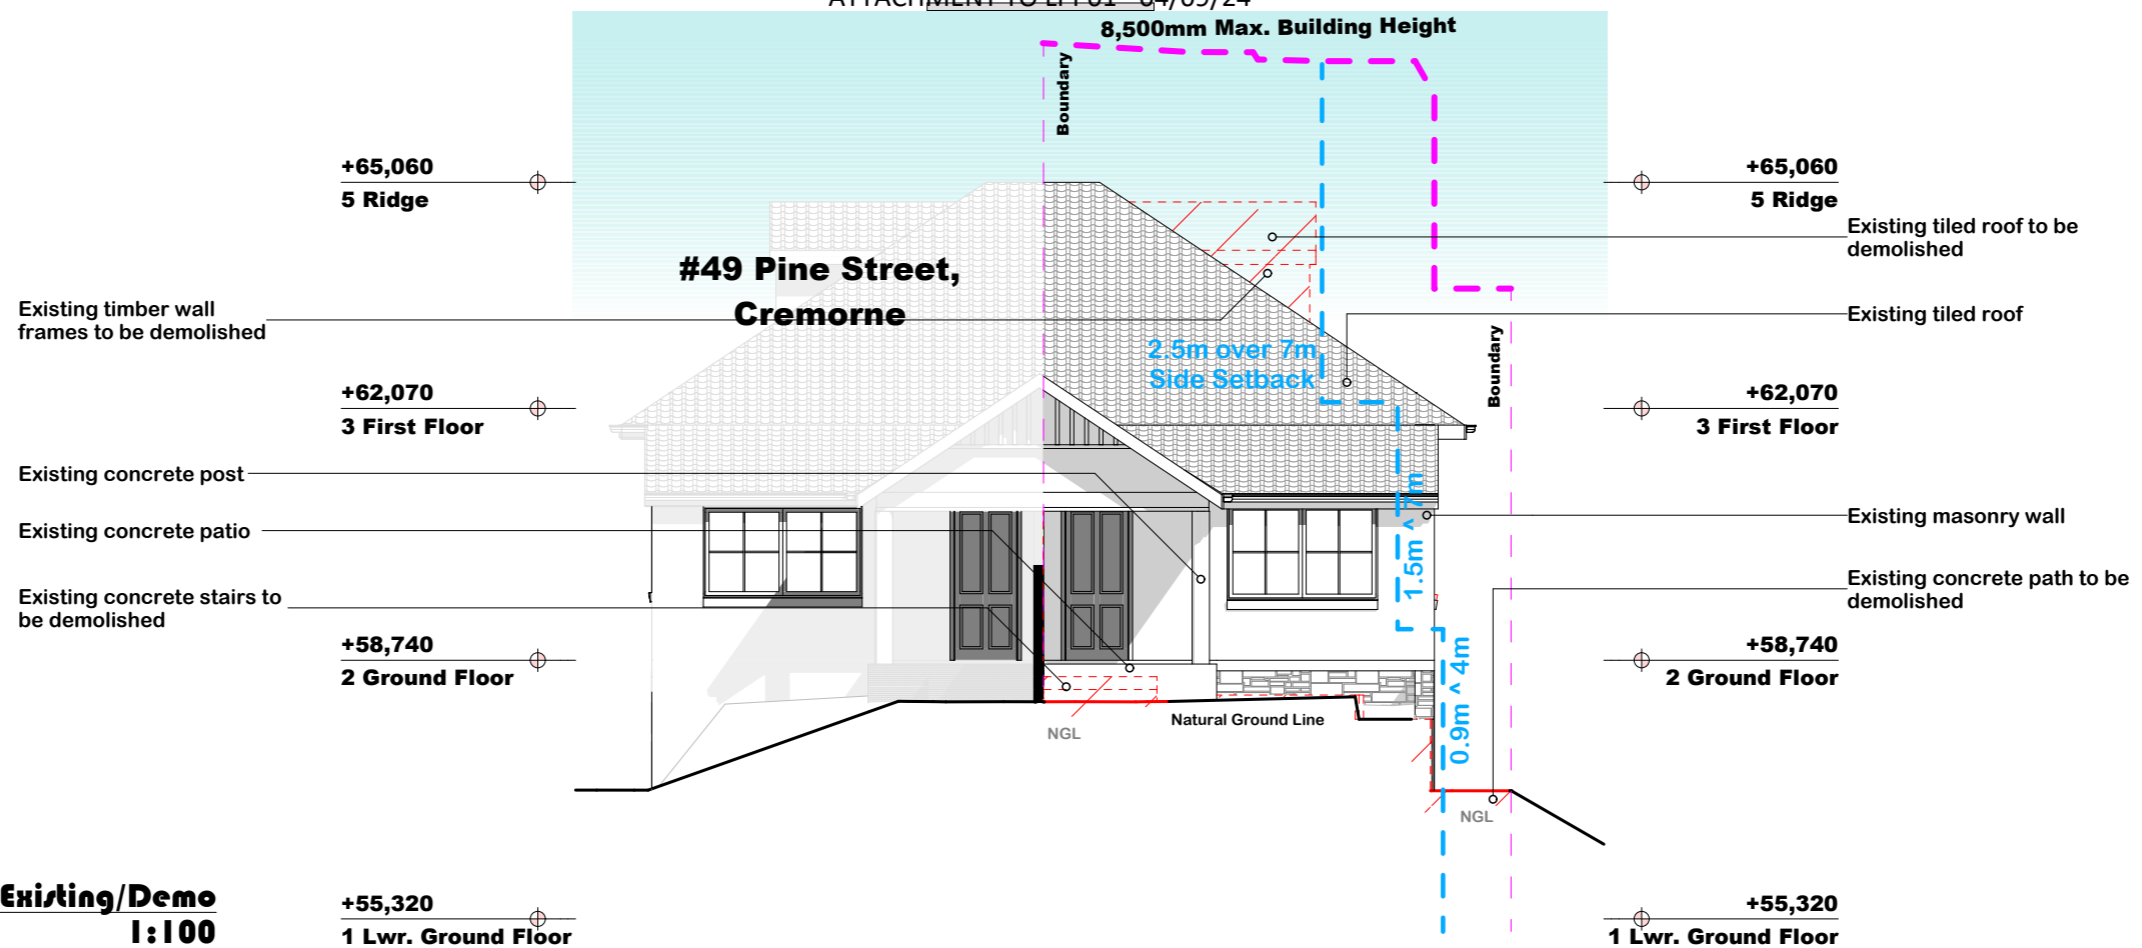 8,500mm Max. Building Height
Boundary
+65,060
5 Ridge
+65,060
5 Ridge
Existing tiled roof to be
demolished
#49 Pine Street,
Cremorne
Existing timber wall
frames to be demolished
Existing tiled roof
2.5m over 7m
Side Setback
Boundary
+62,070
3 First Floor
+62,070
3 First Floor
Existing concrete post
1.5m ^ 7m
Existing masonry wall
Existing concrete patio
Existing concrete path to be
demolished
Existing concrete stairs to
be demolished
+58,740
2 Ground Floor
0.9m ^ 4m
+58,740
2 Ground Floor
Natural Ground Line
NGL
NGL
Existing/Demo
1:100
+55,320
1 Lwr. Ground Floor
+55,320
1 Lwr. Ground Floor